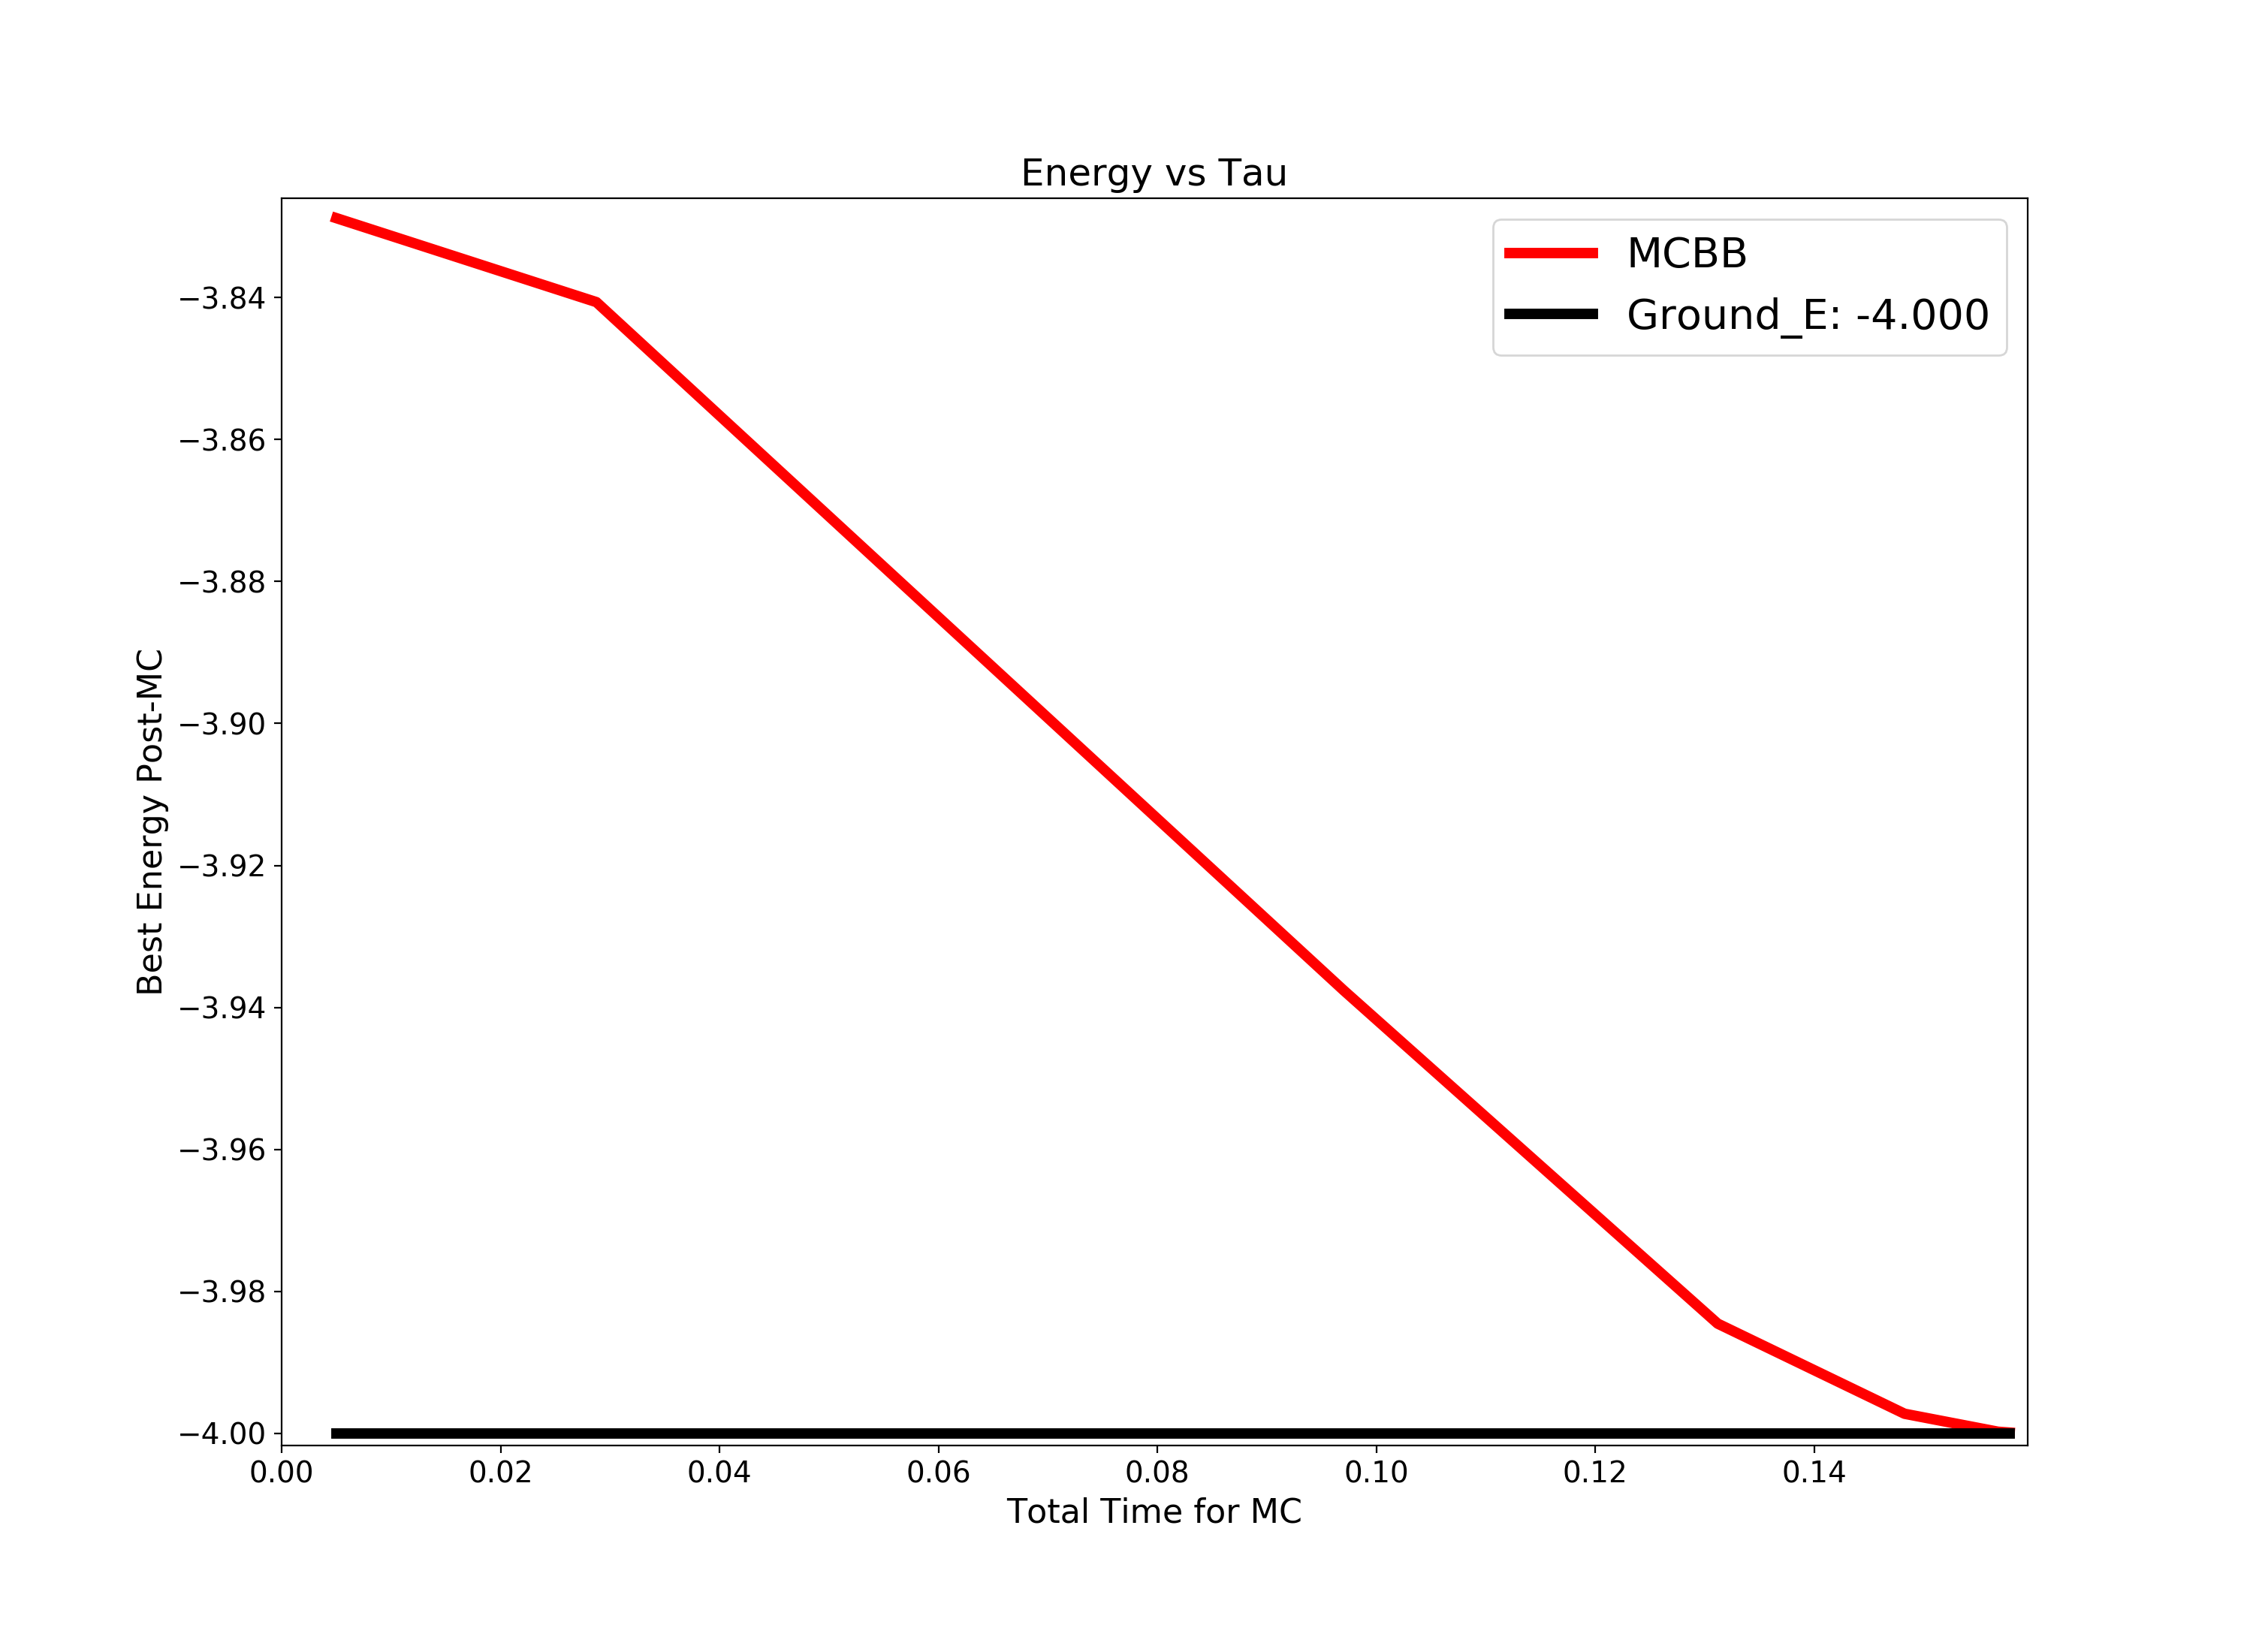 Energy vs Tau
MCBB
Ground_E: -4.000
Best Energy Post-MC
−3.84
−3.86
−3.88
−3.90
−3.92
−3.94
−3.96
−3.98
−4.00
0.00 0.02 0.04 0.06 0.08 0.10 0.12 0.14
Total Time for MC